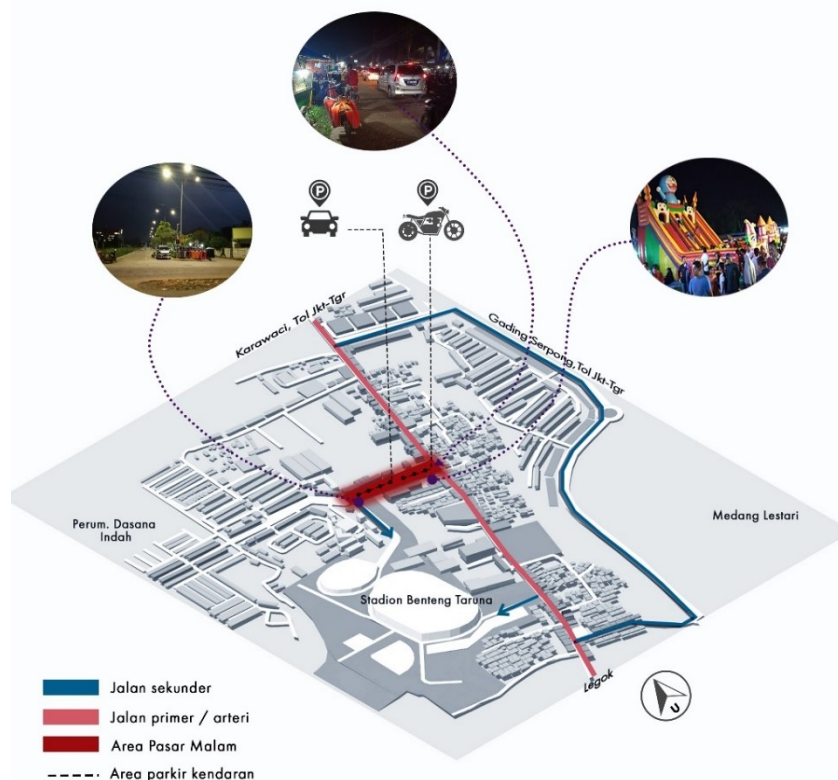 P
P
Karawaci, Tol Jkt-Tgr
Gading Serpong,Tol Jkt-Tgr
Perum. Dasana
Indah
Medang Lestari
Stadion Benteng Taruna
Legok
U
Jalan sekunder
Jalan primer / arteri
Area Pasar Malam
Area parkir kendaran